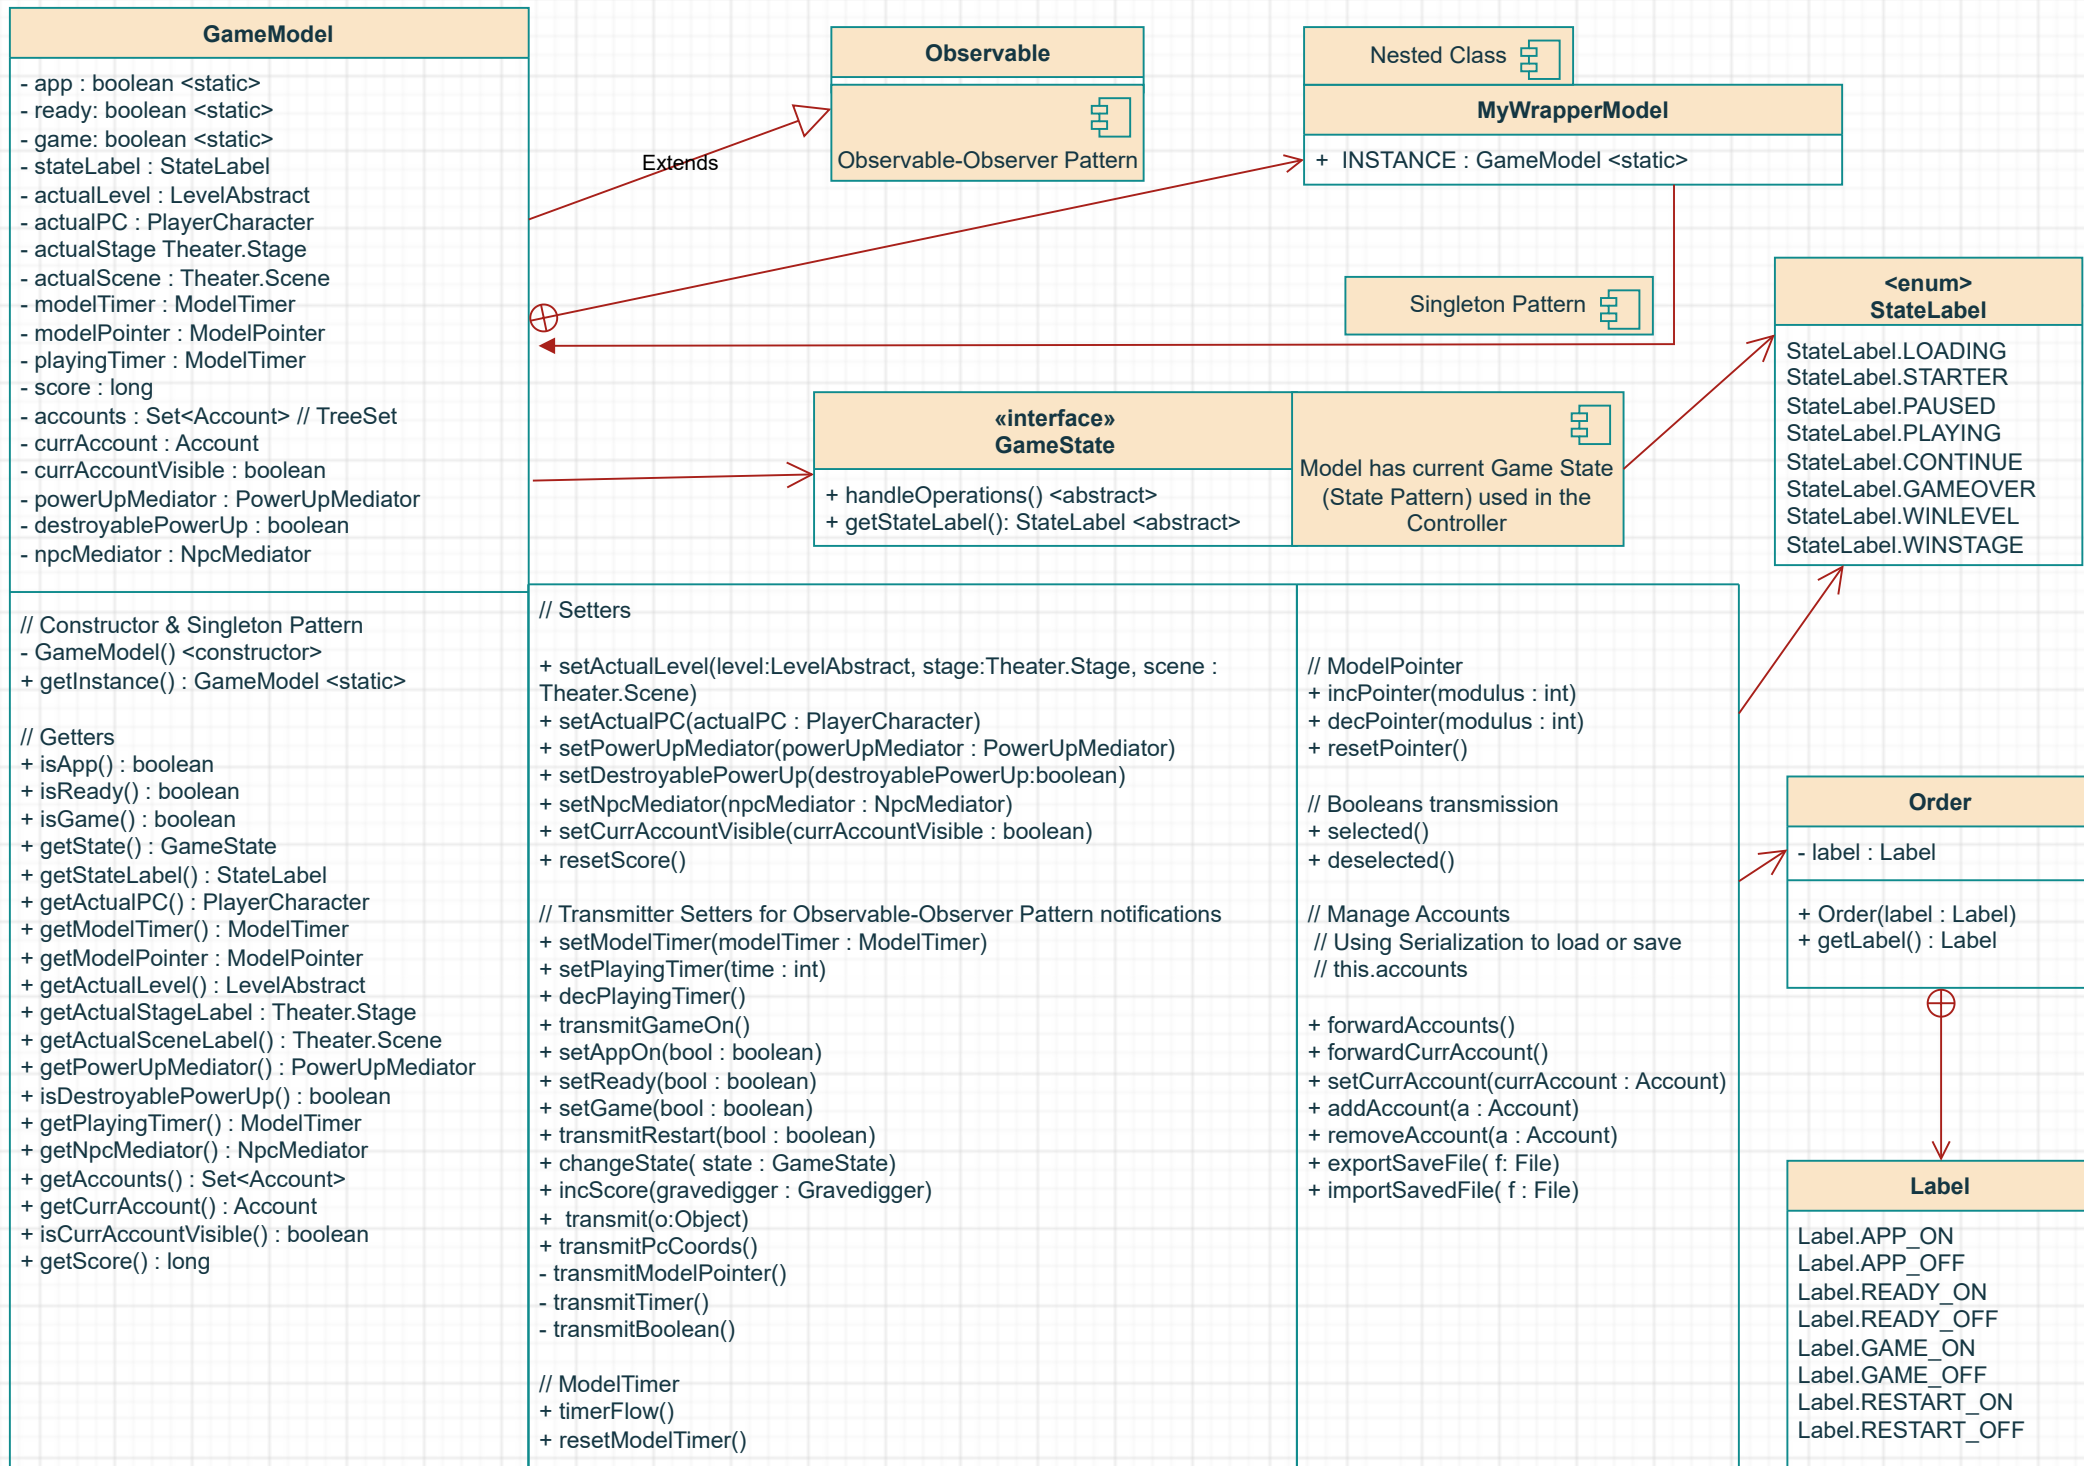 GameModel
- app : boolean <static>
- ready: boolean <static>
- game: boolean <static>
- stateLabel : StateLabel
- actualLevel : LevelAbstract
- actualPC : PlayerCharacter
- actualStage Theater.Stage
- actualScene : Theater.Scene
- modelTimer : ModelTimer
- modelPointer : ModelPointer
- playingTimer : ModelTimer
- score : long
- accounts : Set<Account> // TreeSet
- currAccount : Account
- currAccountVisible : boolean
- powerUpMediator : PowerUpMediator
- destroyablePowerUp : boolean
- npcMediator : NpcMediator
// Constructor & Singleton Pattern
- GameModel() <constructor>
+ getInstance() : GameModel <static>
// Getters
+ isApp() : boolean
+ isReady() : boolean
+ isGame() : boolean
+ getState() : GameState
+ getStateLabel() : StateLabel
+ getActualPC() : PlayerCharacter
+ getModelTimer() : ModelTimer
+ getModelPointer : ModelPointer
+ getActualLevel() : LevelAbstract
+ getActualStageLabel : Theater.Stage
+ getActualSceneLabel() : Theater.Scene
+ getPowerUpMediator() : PowerUpMediator
+ isDestroyablePowerUp() : boolean
+ getPlayingTimer() : ModelTimer
+ getNpcMediator() : NpcMediator
+ getAccounts() : Set<Account>
+ getCurrAccount() : Account
+ isCurrAccountVisible() : boolean
+ getScore() : long
Extends
Observable
Observable-Observer Pattern
Nested Class
MyWrapperModel
+ INSTANCE : GameModel <static>
Singleton Pattern
«interface»
GameState
+ handleOperations() <abstract>
+ getStateLabel(): StateLabel <abstract>
Model has current Game State
(State Pattern) used in the
Controller
<enum>
StateLabel
StateLabel.LOADING
StateLabel.STARTER
StateLabel.PAUSED
StateLabel.PLAYING
StateLabel.CONTINUE
StateLabel.GAMEOVER
StateLabel.WINLEVEL
StateLabel.WINSTAGE
// Setters
+ setActualLevel(level:LevelAbstract, stage:Theater.Stage, scene :
Theater.Scene)
+ setActualPC(actualPC : PlayerCharacter)
+ setPowerUpMediator(powerUpMediator : PowerUpMediator)
+ setDestroyablePowerUp(destroyablePowerUp:boolean)
+ setNpcMediator(npcMediator : NpcMediator)
+ setCurrAccountVisible(currAccountVisible : boolean)
+ resetScore()
// Transmitter Setters for Observable-Observer Pattern notifications
+ setModelTimer(modelTimer : ModelTimer)
+ setPlayingTimer(time : int)
+ decPlayingTimer()
+ transmitGameOn()
+ setAppOn(bool : boolean)
+ setReady(bool : boolean)
+ setGame(bool : boolean)
+ transmitRestart(bool : boolean)
+ changeState( state : GameState)
+ incScore(gravedigger : Gravedigger)
+ transmit(o:Object)
+ transmitPcCoords()
- transmitModelPointer()
- transmitTimer()
- transmitBoolean()
// ModelTimer
+ timerFlow()
+ resetModelTimer()
// ModelPointer
+ incPointer(modulus : int)
+ decPointer(modulus : int)
+ resetPointer()
// Booleans transmission
+ selected()
+ deselected()
// Manage Accounts
// Using Serialization to load or save
// this.accounts
+ forwardAccounts()
+ forwardCurrAccount()
+ setCurrAccount(currAccount : Account)
+ addAccount(a : Account)
+ removeAccount(a : Account)
+ exportSaveFile( f: File)
+ importSavedFile( f : File)
Order
- label : Label
+ Order(label : Label)
+ getLabel() : Label
Label
Label.APP_ON
Label.APP_OFF
Label.READY_ON
Label.READY_OFF
Label.GAME_ON
Label.GAME_OFF
Label.RESTART_ON
Label.RESTART_OFF